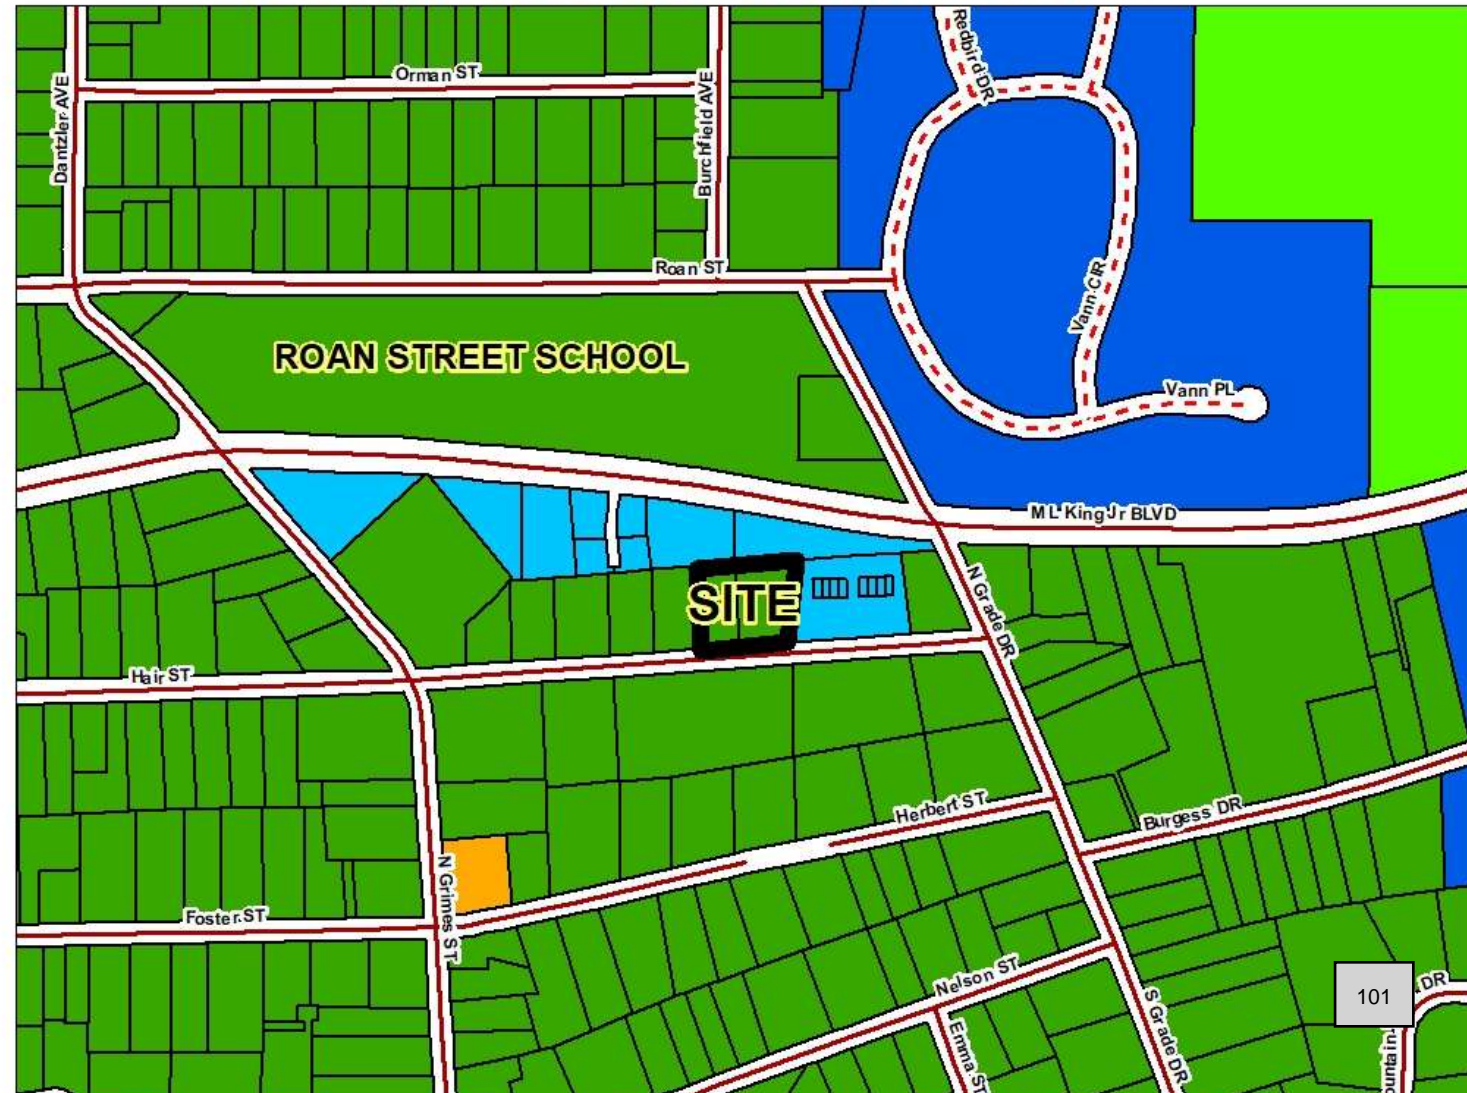 Redbird DR
Orman ST
Dantzler AVE
Burchfield AVE
Roan ST
Vann CIR
ROAN STREET SCHOOL
Vann PL
M L King Jr BLVD
N Grade DR
SITE
Hair ST
Herbert ST
Burgess DR
N Grimes ST
Foster ST
Nelson ST
S Grade DR
Emma ST
101
DR
ountain